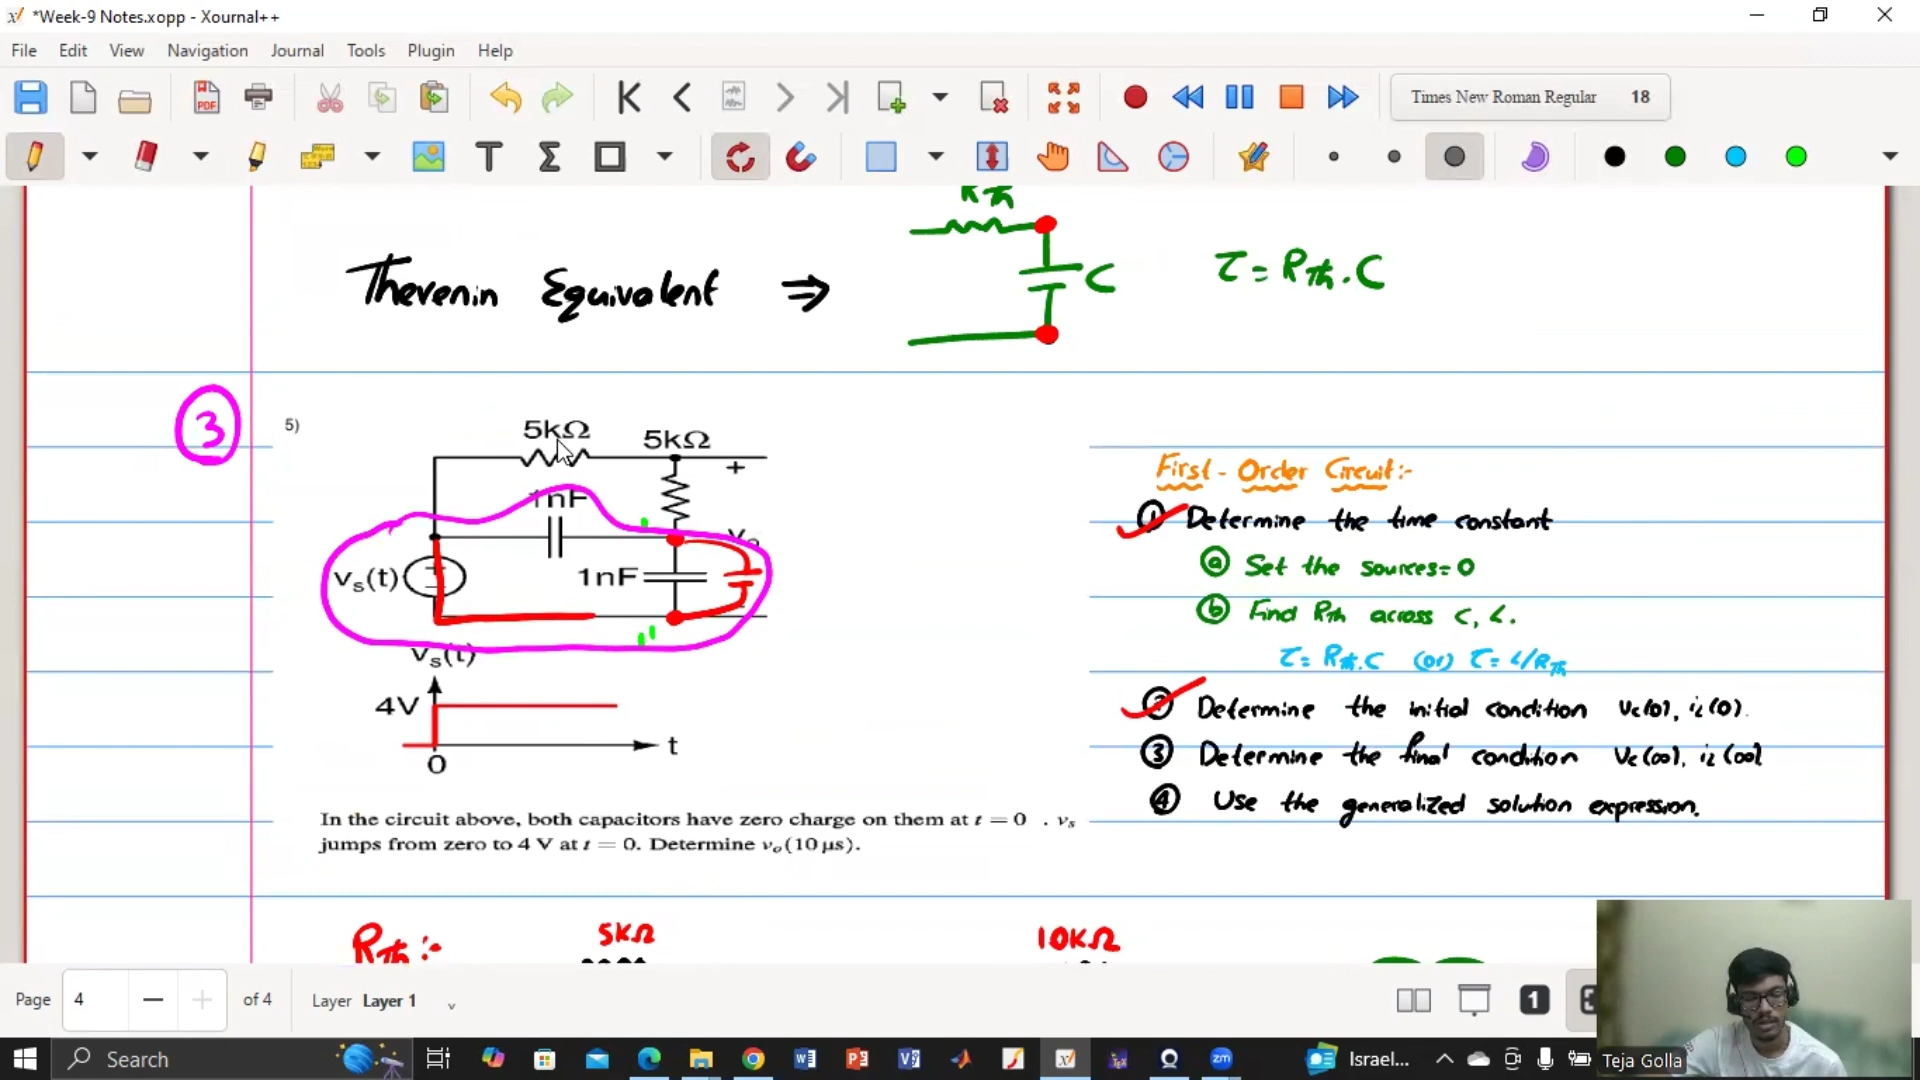 *Week-9 Notes.xopp - Xournal++
File Edit View Navigation Journal Tools Plugin Help
Times New Roman Regular 18
Rth
Thevenin Equivalent ⇒
C
τ = Rth . C
3
5)
5kΩ
5kΩ
+
1nF
vs(t)
1nF
vs(t)
4V
0
t
In the circuit above, both capacitors have zero charge on them at t = 0 . vs
jumps from zero to 4 V at t = 0. Determine vo(10 μs).
First - Order Circuit:-
① Determine the time constant
ⓐ Set the sources = 0
ⓑ Find Rth across C, L.
τ = Rth.C (or) τ = L/Rth
② Determine the initial condition Vc(0), iL(0).
③ Determine the final condition Vc(∞), iL(∞)
④ Use the generalized solution expression.
Rth :-
5KΩ
10KΩ
Page 4 of 4 Layer Layer 1
1
Search
Israel...
Teja Golla